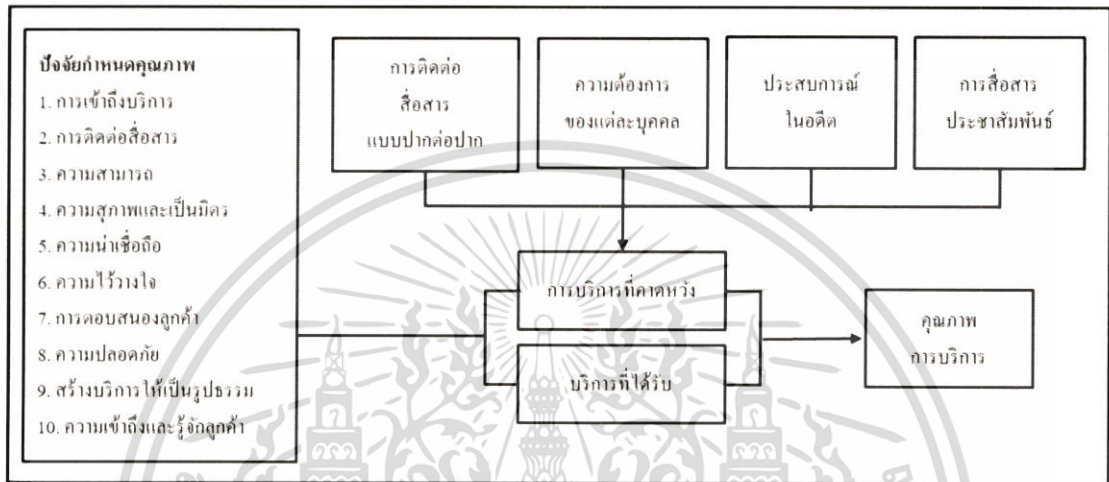 ปัจจัยกำหนดคุณภาพ
1. การเข้าถึงบริการ
2. การติดต่อสื่อสาร
3. ความสามารถ
4. ความสุภาพและเป็นมิตร
5. ความน่าเชื่อถือ
6. ความไว้วางใจ
7. การตอบสนองลูกค้า
8. ความปลอดภัย
9. สร้างบริการให้เป็นรูปธรรม
10. ความเข้าถึงและรู้จักลูกค้า
การติดต่อ
สื่อสาร
แบบปากต่อปาก
ความต้องการ
ของแต่ละบุคคล
ประสบการณ์
ในอดีต
การสื่อสาร
ประชาสัมพันธ์
การบริการที่คาดหวัง
บริการที่ได้รับ
คุณภาพ
การบริการ